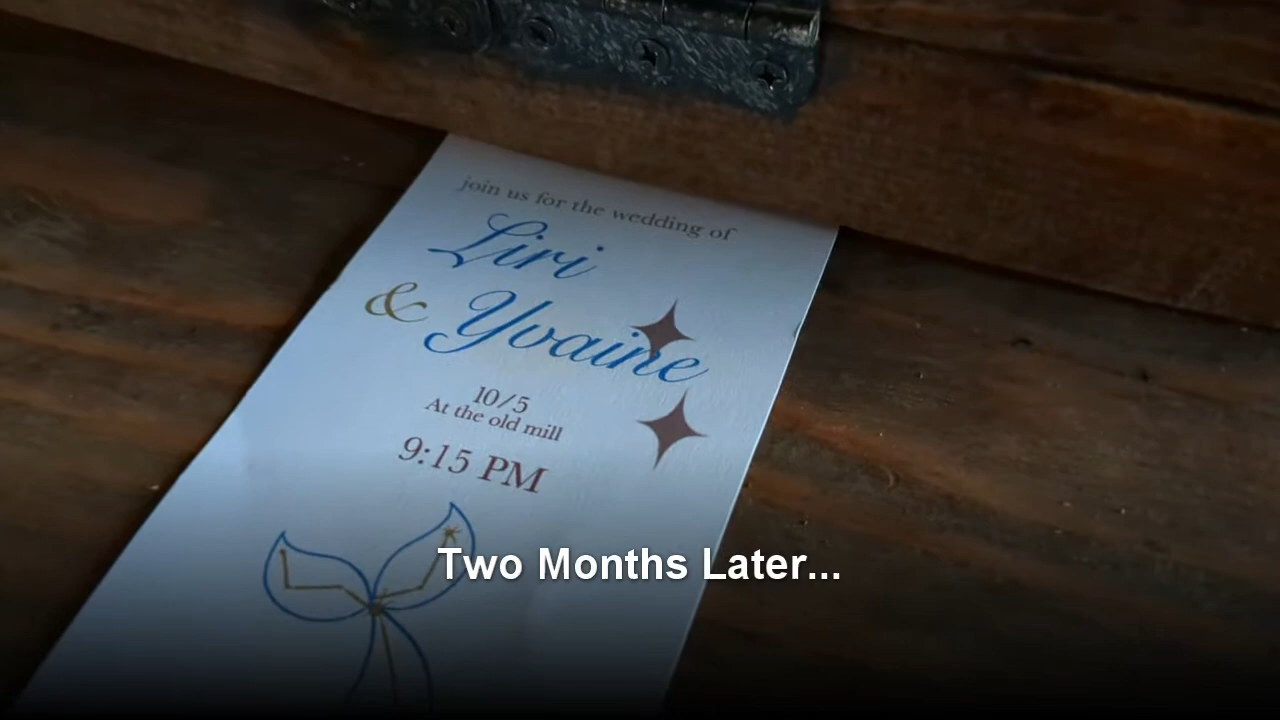 join us for the wedding of
Liri
& Yvaine
10/5
At the old mill
9:15 PM
Two Months Later...